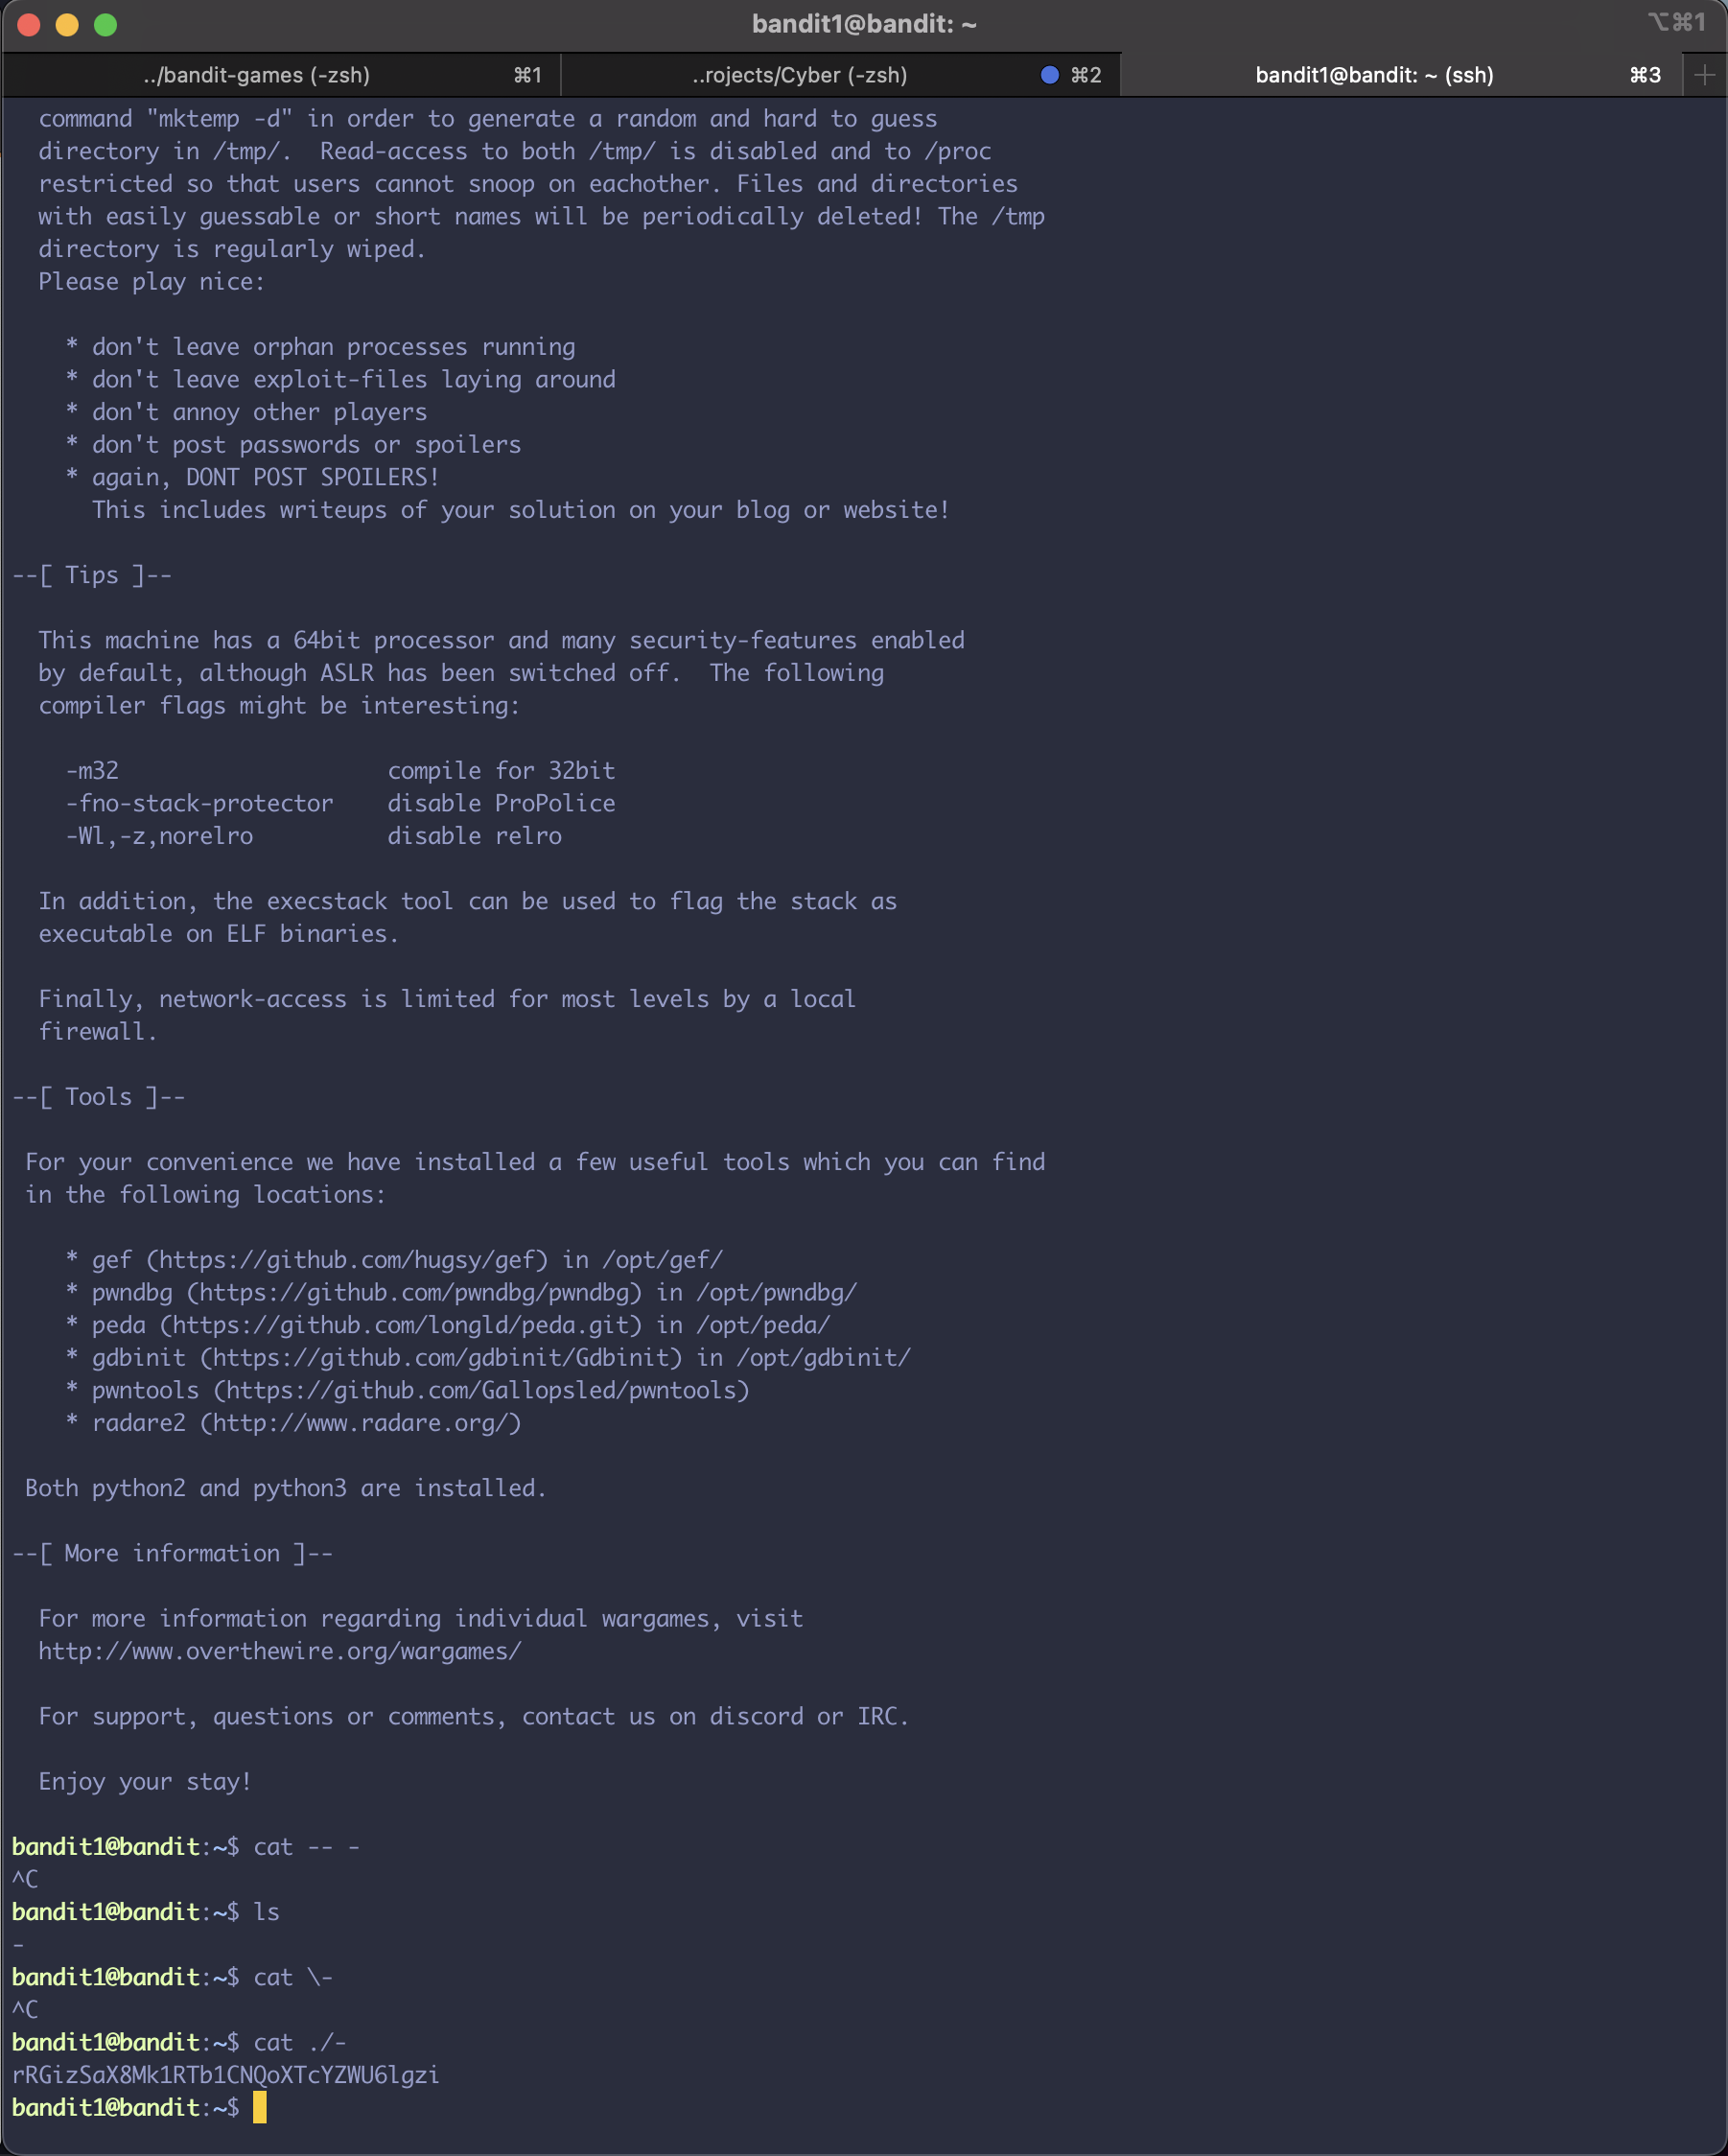 bandit1@bandit: ~
⌥⌘1
../bandit-games (-zsh) ⌘1
..rojects/Cyber (-zsh) ⌘2
bandit1@bandit: ~ (ssh) ⌘3
command "mktemp -d" in order to generate a random and hard to guess
directory in /tmp/.  Read-access to both /tmp/ is disabled and to /proc
restricted so that users cannot snoop on eachother. Files and directories
with easily guessable or short names will be periodically deleted! The /tmp
directory is regularly wiped.
Please play nice:
* don't leave orphan processes running
* don't leave exploit-files laying around
* don't annoy other players
* don't post passwords or spoilers
* again, DONT POST SPOILERS!
This includes writeups of your solution on your blog or website!
--[ Tips ]--
This machine has a 64bit processor and many security-features enabled
by default, although ASLR has been switched off.  The following
compiler flags might be interesting:
-m32                    compile for 32bit
-fno-stack-protector    disable ProPolice
-Wl,-z,norelro          disable relro
In addition, the execstack tool can be used to flag the stack as
executable on ELF binaries.
Finally, network-access is limited for most levels by a local
firewall.
--[ Tools ]--
For your convenience we have installed a few useful tools which you can find
in the following locations:
* gef (https://github.com/hugsy/gef) in /opt/gef/
* pwndbg (https://github.com/pwndbg/pwndbg) in /opt/pwndbg/
* peda (https://github.com/longld/peda.git) in /opt/peda/
* gdbinit (https://github.com/gdbinit/Gdbinit) in /opt/gdbinit/
* pwntools (https://github.com/Gallopsled/pwntools)
* radare2 (http://www.radare.org/)
Both python2 and python3 are installed.
--[ More information ]--
For more information regarding individual wargames, visit
http://www.overthewire.org/wargames/
For support, questions or comments, contact us on discord or IRC.
Enjoy your stay!
bandit1@bandit:~$ cat -- -
^C
bandit1@bandit:~$ ls
-
bandit1@bandit:~$ cat \-
^C
bandit1@bandit:~$ cat ./-
rRGizSaX8Mk1RTb1CNQoXTcYZWU6lgzi
bandit1@bandit:~$